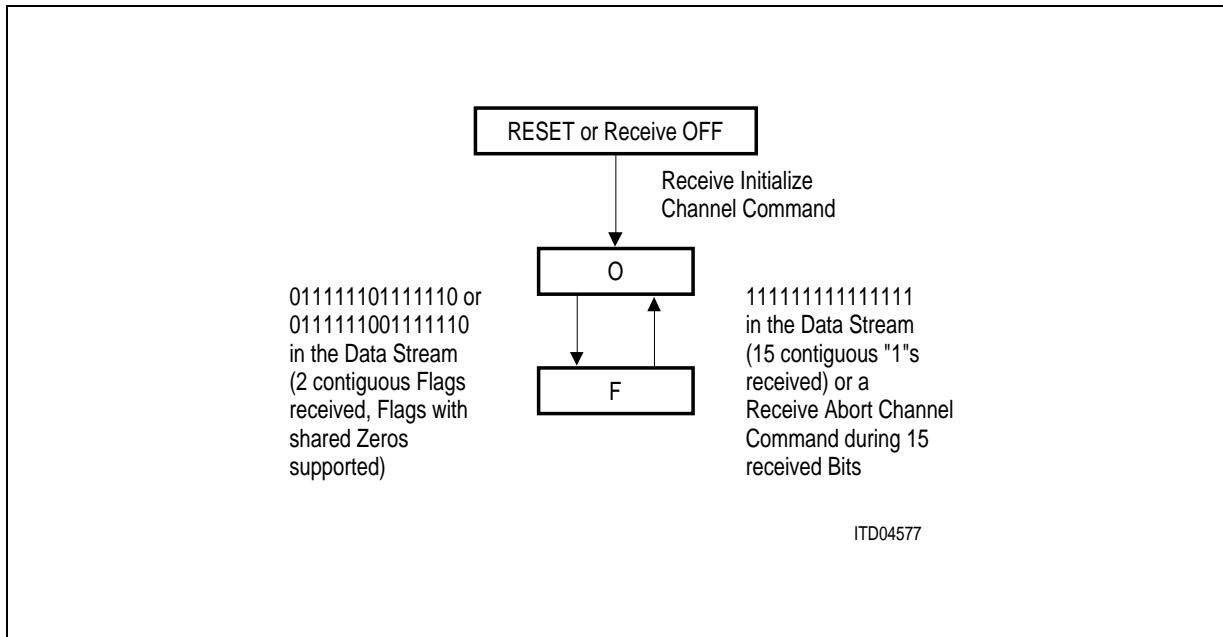 RESET or Receive OFF
Receive Initialize
Channel Command
O
011111101111110 or
0111111001111110
in the Data Stream
(2 contiguous Flags
received, Flags with
shared Zeros
supported)
F
111111111111111
in the Data Stream
(15 contiguous "1"s
received) or a
Receive Abort Channel
Command during 15
received Bits
ITD04577